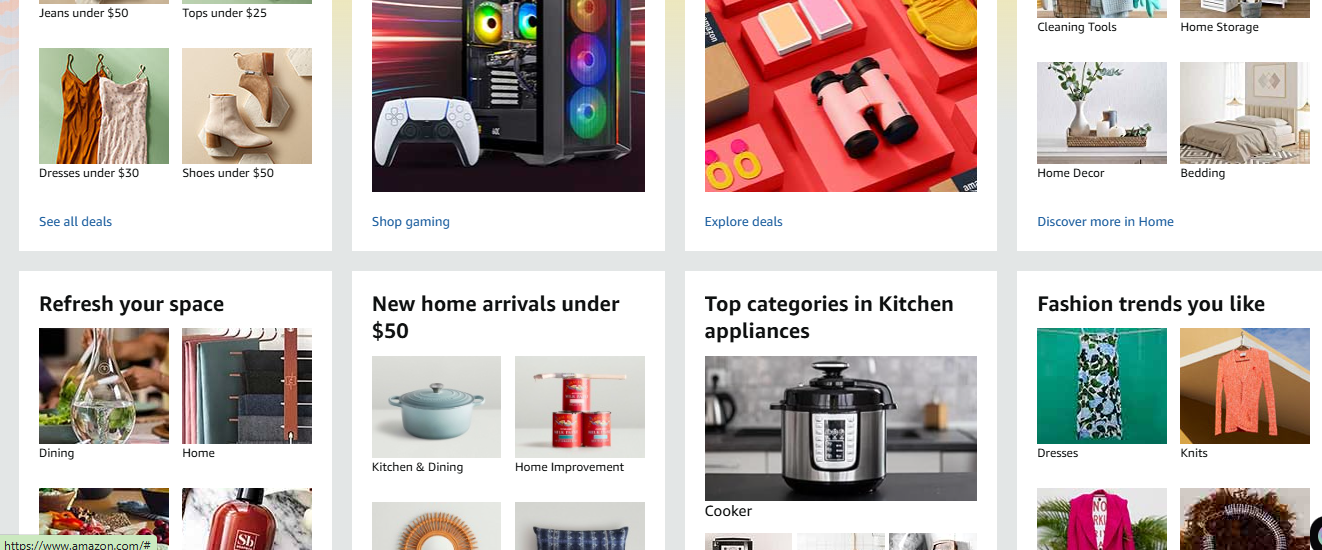 Jeans under $50
Tops under $25
Cleaning Tools
Home Storage
Dresses under $30
Shoes under $50
Home Decor
Bedding
See all deals
Shop gaming
Explore deals
Discover more in Home
Refresh your space
New home arrivals under
$50
Top categories in Kitchen
appliances
Fashion trends you like
Dining
Home
Kitchen & Dining
Home Improvement
Cooker
Dresses
Knits
https://www.amazon.com/#